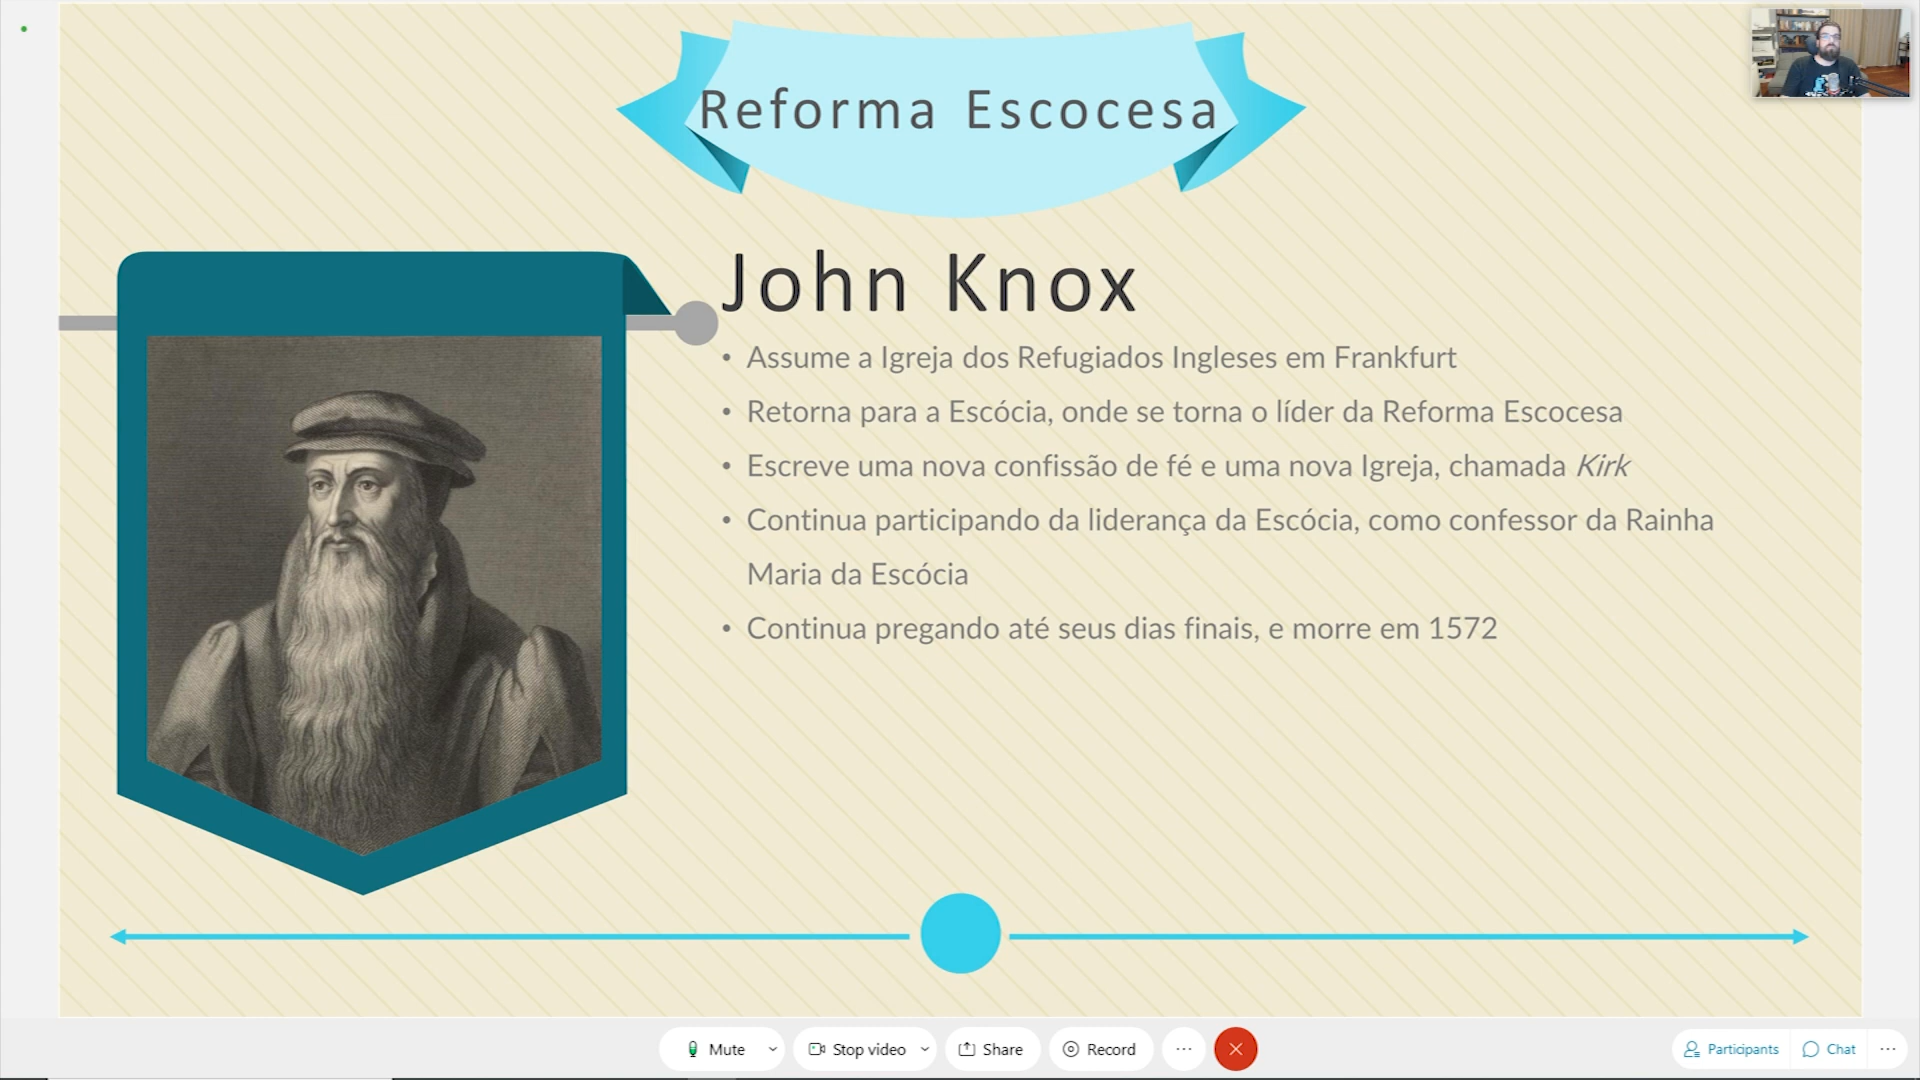 Reforma Escocesa
John Knox
• Assume a Igreja dos Refugiados Ingleses em Frankfurt
• Retorna para a Escócia, onde se torna o líder da Reforma Escocesa
• Escreve uma nova confissão de fé e uma nova Igreja, chamada Kirk
• Continua participando da liderança da Escócia, como confessor da Rainha
Maria da Escócia
• Continua pregando até seus dias finais, e morre em 1572
Mute
Stop video
Share
Record
Participants
Chat